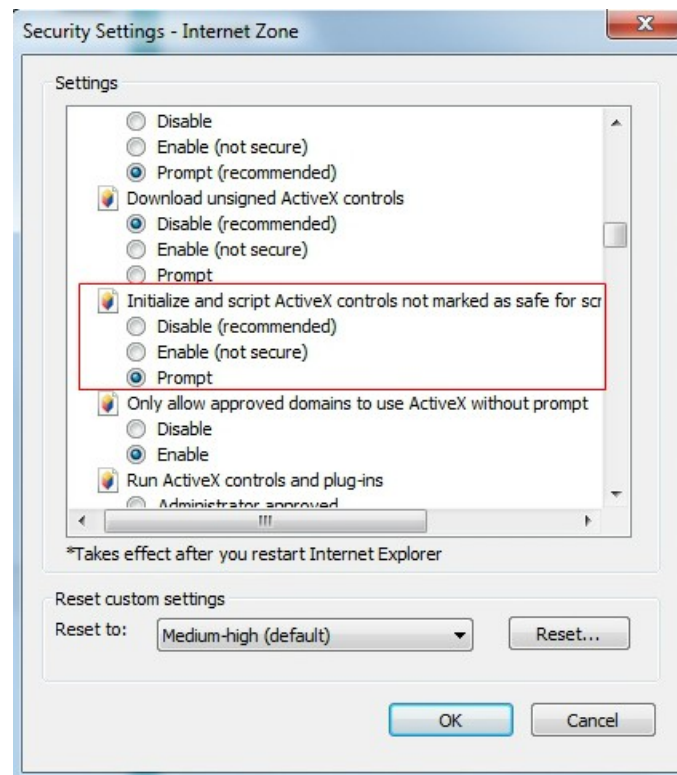 Security Settings - Internet Zone
Settings
Disable
Enable (not secure)
Prompt (recommended)
Download unsigned ActiveX controls
Disable (recommended)
Enable (not secure)
Prompt
Initialize and script ActiveX controls not marked as safe for scr
Disable (recommended)
Enable (not secure)
Prompt
Only allow approved domains to use ActiveX without prompt
Disable
Enable
Run ActiveX controls and plug-ins
Administrator approved
*Takes effect after you restart Internet Explorer
Reset custom settings
Reset to: Medium-high (default) Reset...
OK Cancel